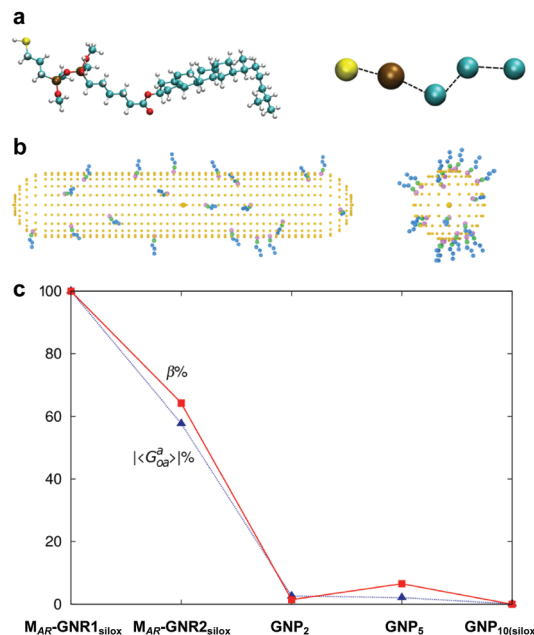 a
b
c
100
80
60
40
20
0
β%
|<G^a_oa>|%
M_AR-GNR1_silox M_AR-GNR2_silox GNP_2 GNP_5 GNP_10(silox)